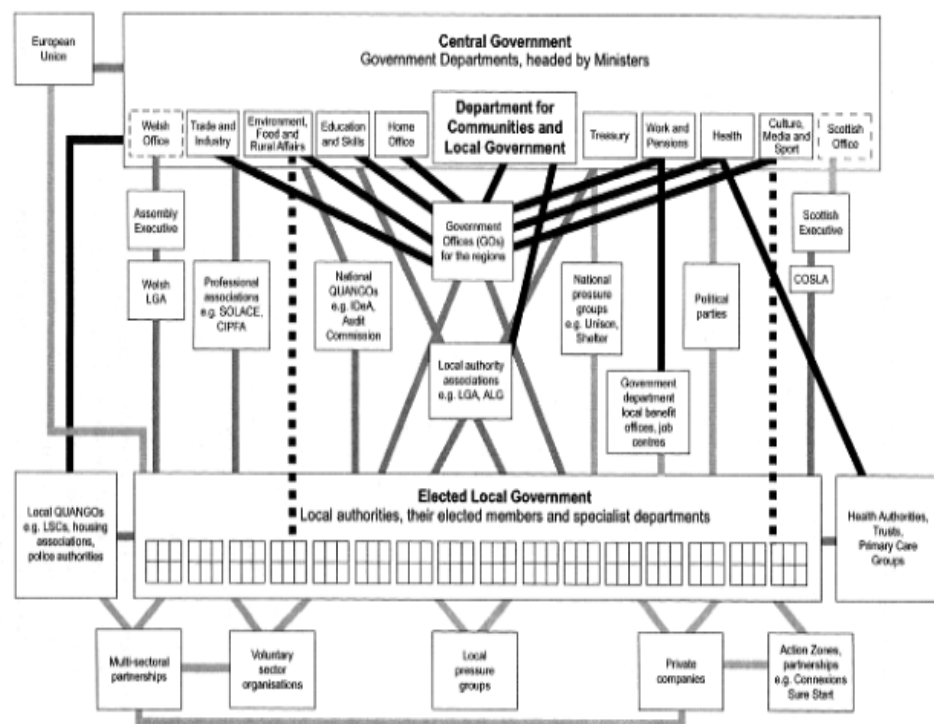 European
Union
Central Government
Government Departments, headed by Ministers
Welsh
Office
Trade and
Industry
Environment,
Food and
Rural Affairs
Education
and Skills
Home
Office
Department for
Communities and
Local Government
Treasury
Work and
Pensions
Health
Culture,
Media and
Sport
Scottish
Office
Assembly
Executive
Government
Offices (GOs)
for the regions
Scottish
Executive
Welsh
LGA
Professional
associations
e.g. SOLACE,
CIPFA
National
QUANGOs
e.g. IDeA,
Audit
Commission
National
pressure
groups
e.g. Unison,
Shelter
Political
parties
COSLA
Local authority
associations
e.g. LGA, ALG
Government
department
local benefit
offices, job
centres
Local QUANGOs
e.g. LSCs, housing
associations,
police authorities
Elected Local Government
Local authorities, their elected members and specialist departments
Health Authorities,
Trusts,
Primary Care
Groups
Multi-sectoral
partnerships
Voluntary
sector
organisations
Local
pressure
groups
Private
companies
Action Zones,
partnerships
e.g. Connexions
Sure Start